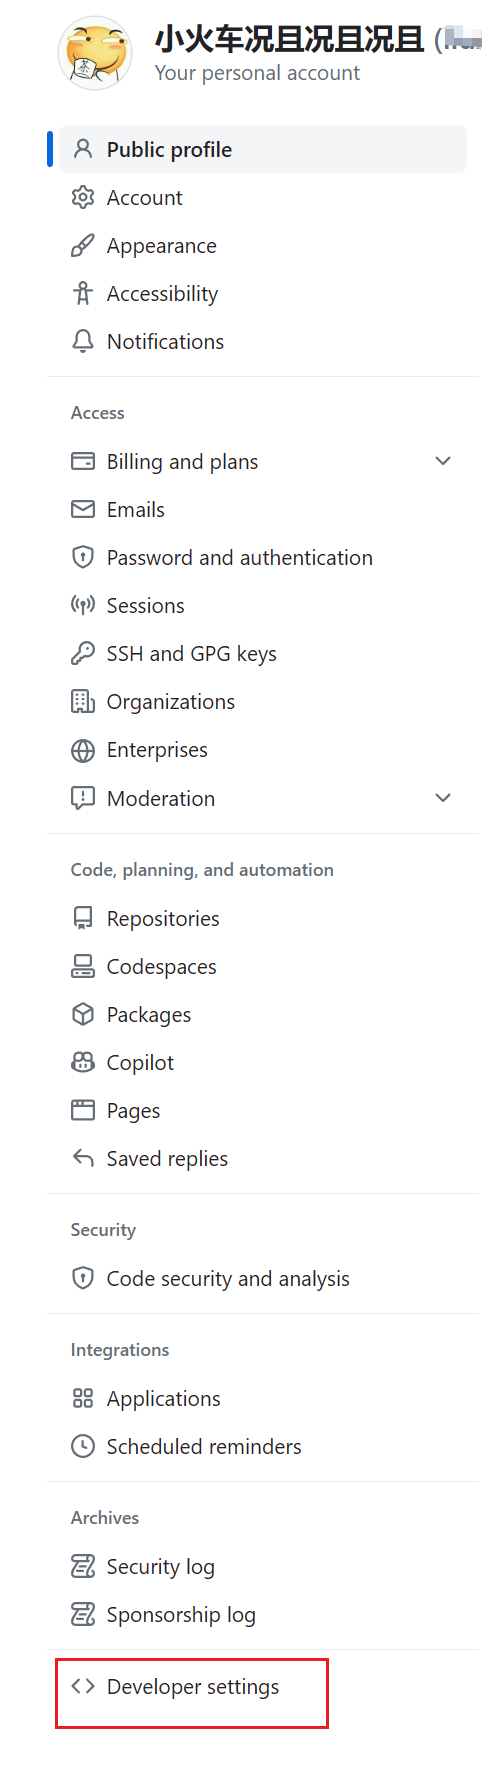 小火车况且况且况且 (
Your personal account
茶
Public profile
Account
Appearance
Accessibility
Notifications
Access
Billing and plans
Emails
Password and authentication
Sessions
SSH and GPG keys
Organizations
Enterprises
Moderation
Code, planning, and automation
Repositories
Codespaces
Packages
Copilot
Pages
Saved replies
Security
Code security and analysis
Integrations
Applications
Scheduled reminders
Archives
Security log
Sponsorship log
Developer settings